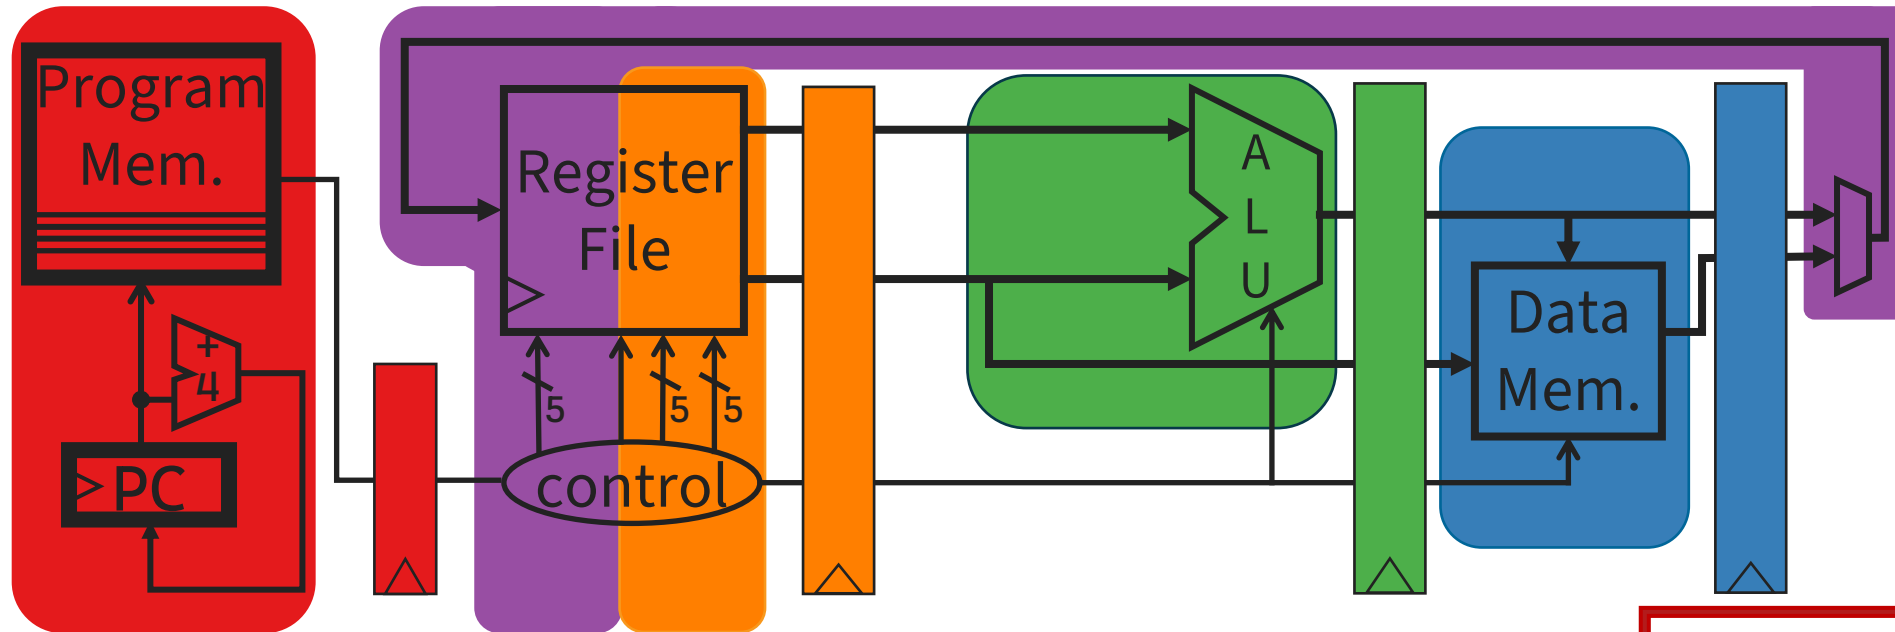 Program
Mem.
+
4
PC
Register
File
5
5
5
control
A
L
U
Data
Mem.